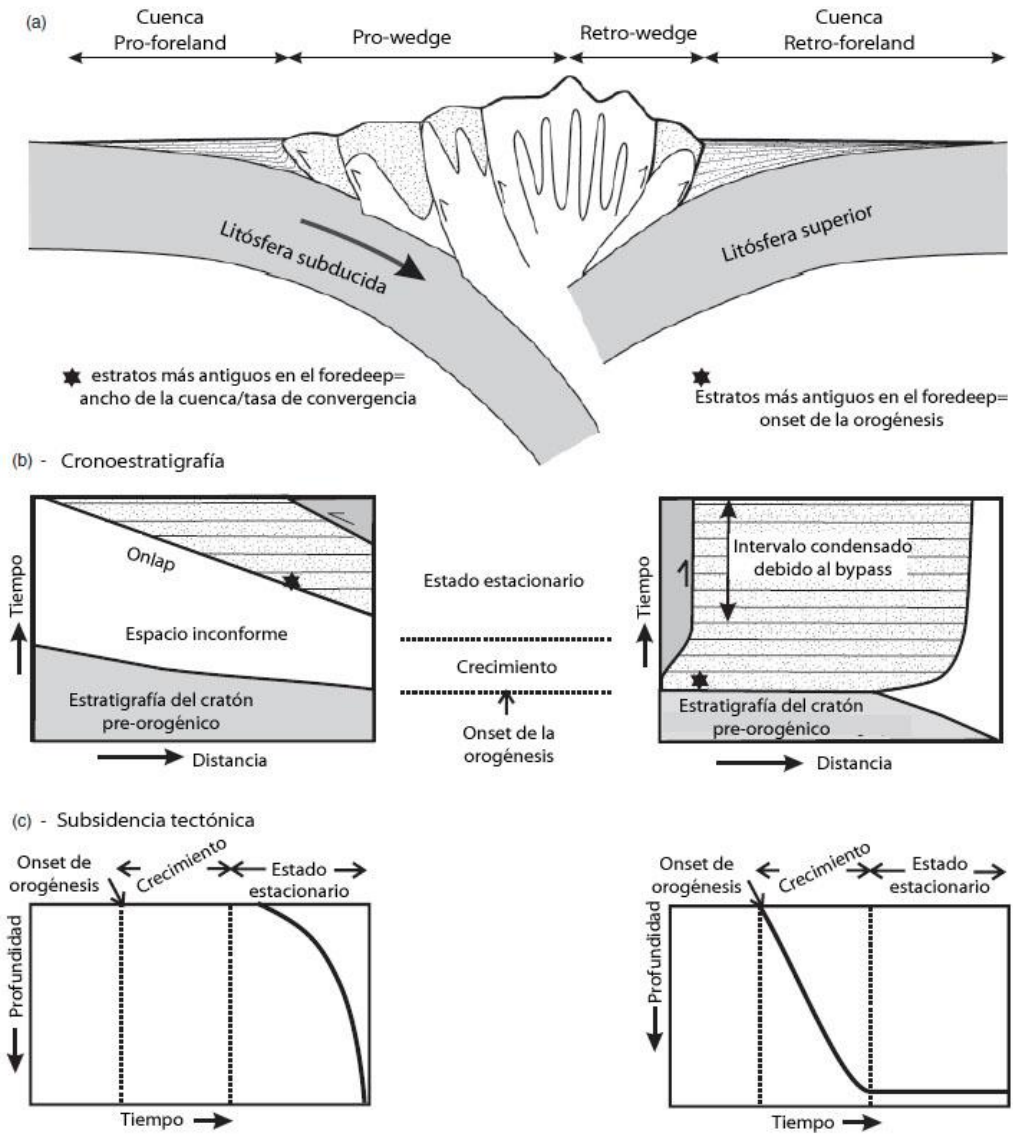 (a)
Cuenca
Pro-foreland
Pro-wedge
Retro-wedge
Cuenca
Retro-foreland
Litósfera subducida
Litósfera superior
estratos más antiguos en el foredeep=
ancho de la cuenca/tasa de convergencia
Estratos más antiguos en el foredeep=
onset de la orogénesis
(b) - Cronoestratigrafía
Tiempo
Onlap
Espacio inconforme
Estratigrafía del cratón
pre-orogénico
Distancia
Estado estacionario
Crecimiento
Onset de la
orogénesis
Tiempo
Intervalo condensado
debido al bypass
Estratigrafía del cratón
pre-orogénico
Distancia
(c) - Subsidencia tectónica
Onset de
orogénesis
Crecimiento
Estado
estacionario
Profundidad
Tiempo
Onset de
orogénesis
Crecimiento
Estado
estacionario
Profundidad
Tiempo